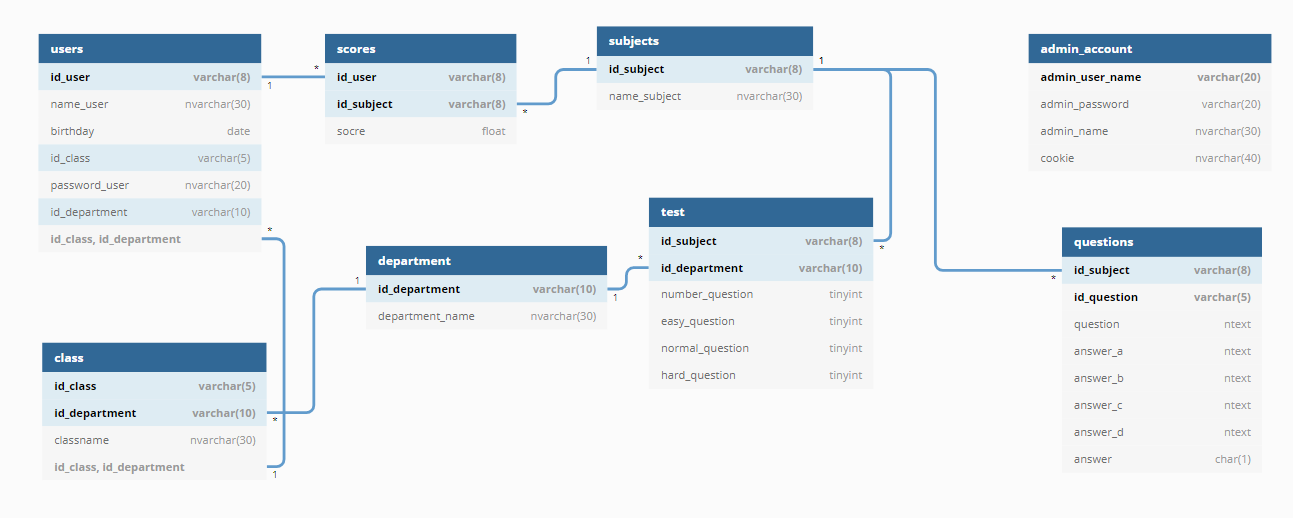 users
id_user varchar(8)
name_user nvarchar(30)
birthday date
id_class varchar(5)
password_user nvarchar(20)
id_department varchar(10)
id_class, id_department
1
*
*
scores
id_user varchar(8)
id_subject varchar(8)
socre float
*
1
subjects
id_subject varchar(8)
name_subject nvarchar(30)
1
admin_account
admin_user_name varchar(20)
admin_password varchar(20)
admin_name nvarchar(30)
cookie nvarchar(40)
test
id_subject varchar(8)
id_department varchar(10)
number_question tinyint
easy_question tinyint
normal_question tinyint
hard_question tinyint
*
*
department
id_department varchar(10)
department_name nvarchar(30)
1
1
questions
id_subject varchar(8)
id_question varchar(5)
question ntext
answer_a ntext
answer_b ntext
answer_c ntext
answer_d ntext
answer char(1)
*
class
id_class varchar(5)
id_department varchar(10)
classname nvarchar(30)
id_class, id_department
*
1